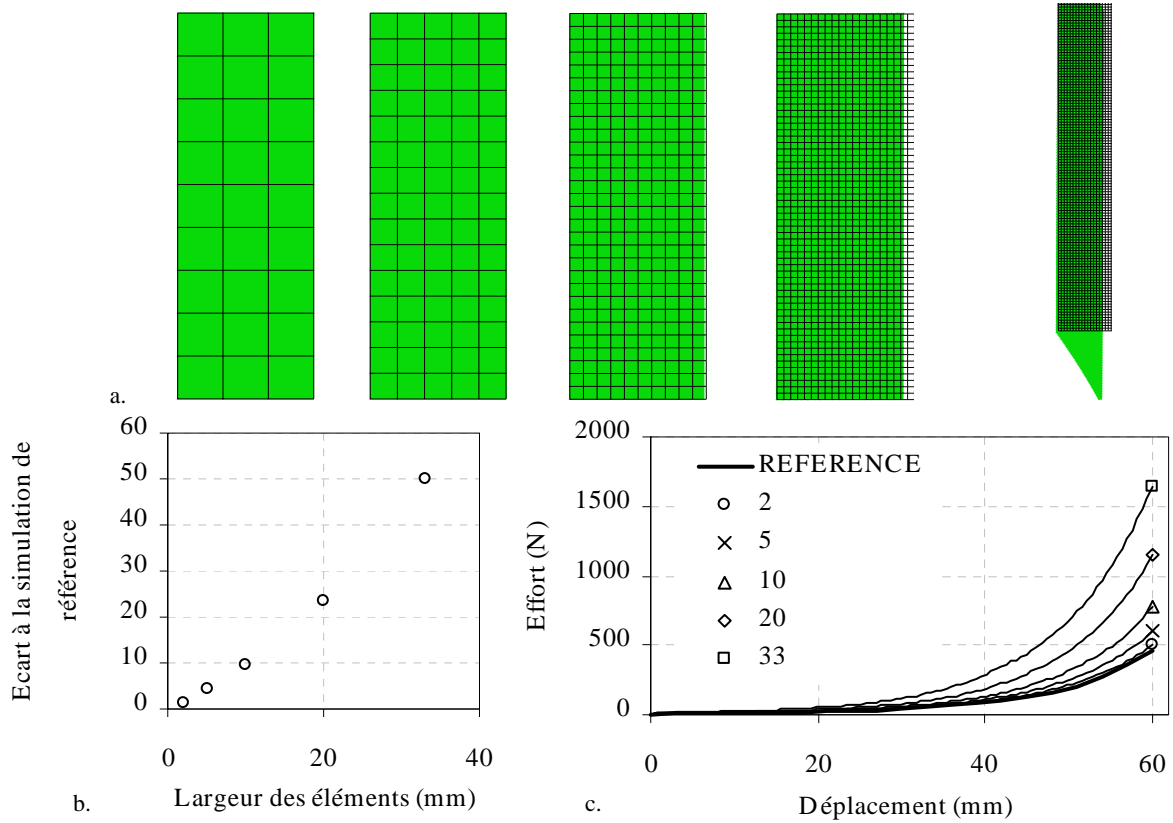 a.
60
50
40
30
20
10
0
0
20
40
Ecart à la simulation de
référence
Largeur des éléments (mm)
b.
2000
1500
1000
500
0
0
20
40
60
Effort (N)
REFERENCE
2
5
10
20
33
Déplacement (mm)
c.